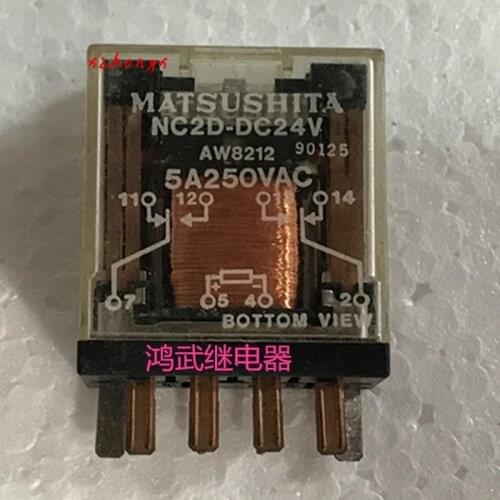 xzhongx
MATSUSHITA
NC2D-DC24V
AW8212 90125
5A250VAC
11 12 13 14
7 + 5 4 2
BOTTOM VIEW
鸿武继电器